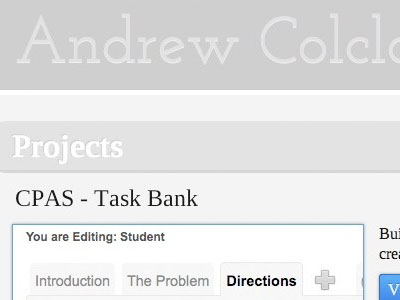 Andrew Colclo
Projects
CPAS - Task Bank
You are Editing: Student
Bui
crea
Introduction The Problem Directions
V